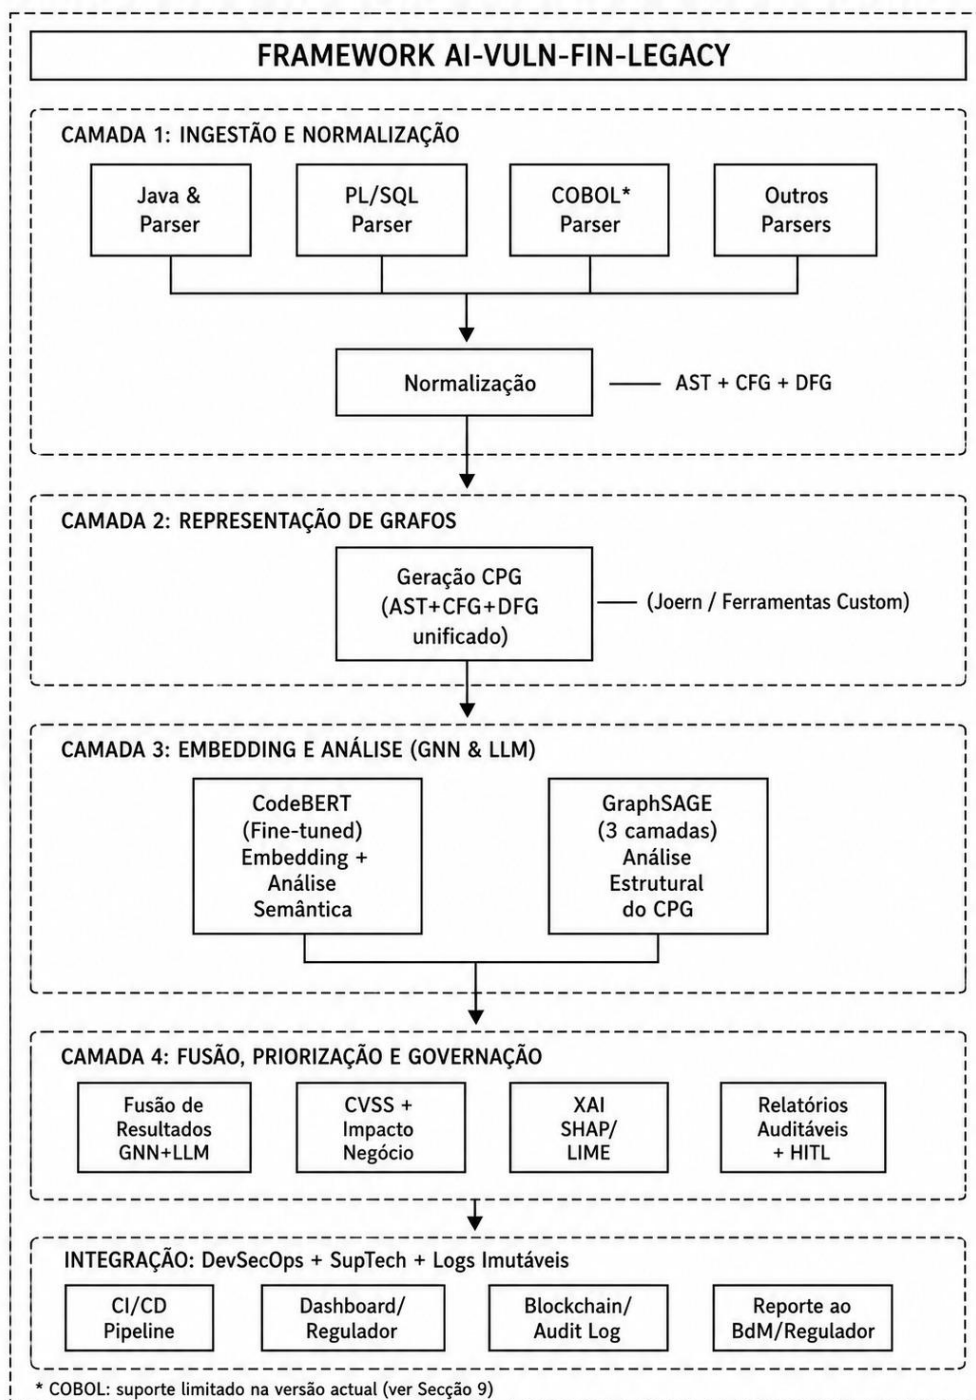 FRAMEWORK AI-VULN-FIN-LEGACY
CAMADA 1: INGESTÃO E NORMALIZAÇÃO
Java &
Parser
PL/SQL
Parser
COBOL*
Parser
Outros
Parsers
Normalização
AST + CFG + DFG
CAMADA 2: REPRESENTAÇÃO DE GRAFOS
Geração CPG
(AST+CFG+DFG
unificado)
(Joern / Ferramentas Custom)
CAMADA 3: EMBEDDING E ANÁLISE (GNN & LLM)
CodeBERT
(Fine-tuned)
Embedding +
Análise
Semântica
GraphSAGE
(3 camadas)
Análise
Estrutural
do CPG
CAMADA 4: FUSÃO, PRIORIZAÇÃO E GOVERNAÇÃO
Fusão de
Resultados
GNN+LLM
CVSS +
Impacto
Negócio
XAI
SHAP/
LIME
Relatórios
Auditáveis
+ HITL
INTEGRAÇÃO: DevSecOps + SupTech + Logs Imutáveis
CI/CD
Pipeline
Dashboard/
Regulador
Blockchain/
Audit Log
Reporte ao
BdM/Regulador
* COBOL: suporte limitado na versão actual (ver Secção 9)